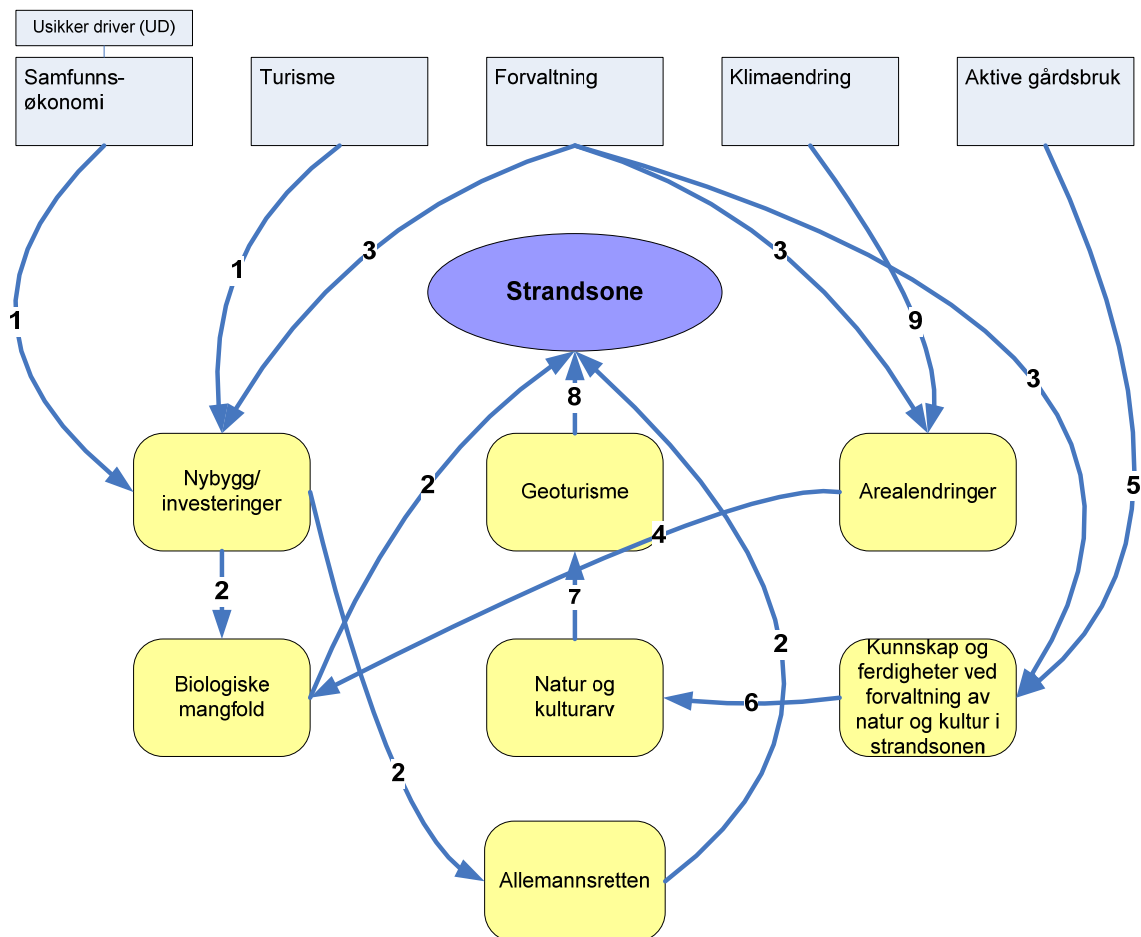 Usikker driver (UD)
Samfunns-
økonomi
Turisme
Forvaltning
Klimaendring
Aktive gårdsbruk
1
1
3
3
9
3
5
Strandsone
8
2
4
Nybygg/
investeringer
Geoturisme
Arealendringer
2
7
2
6
2
Biologiske
mangfold
Natur og
kulturarv
Kunnskap og
ferdigheter ved
forvaltning av
natur og kultur i
strandsonen
Allemannsretten